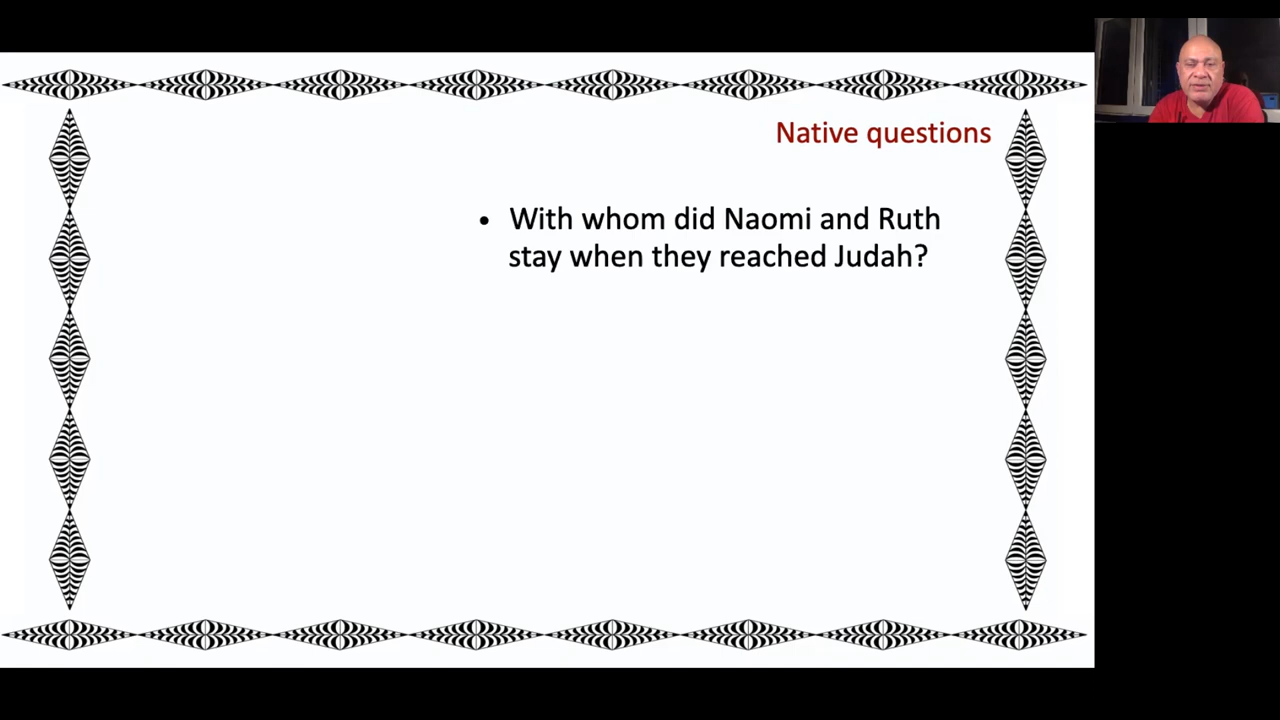 Native questions
• With whom did Naomi and Ruth
stay when they reached Judah?